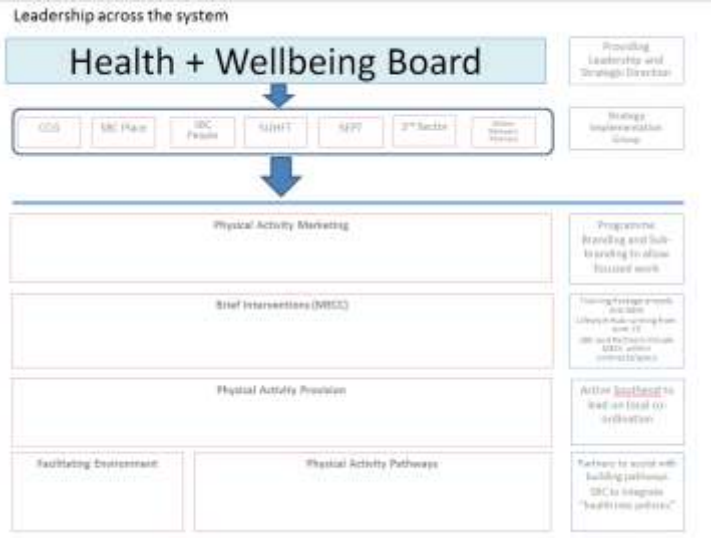 Leadership across the system
Health + Wellbeing Board
Providing
Leadership and
Strategic Direction
CCG
SBC Place
SBC
People
SUHFT
SEPT
2nd Sector
Strategy
Implementation
Group
Physical Activity Marketing
Programme
Branding and Sub-
branding to allow
focused work
Brief Interventions (MECC)
Physical Activity Provision
Active Southend to
lead on local co-
ordination
Facilitating Environment
Physical Activity Pathways
Partners to assist with
building pathways
SBC to integrate
"health into policies"